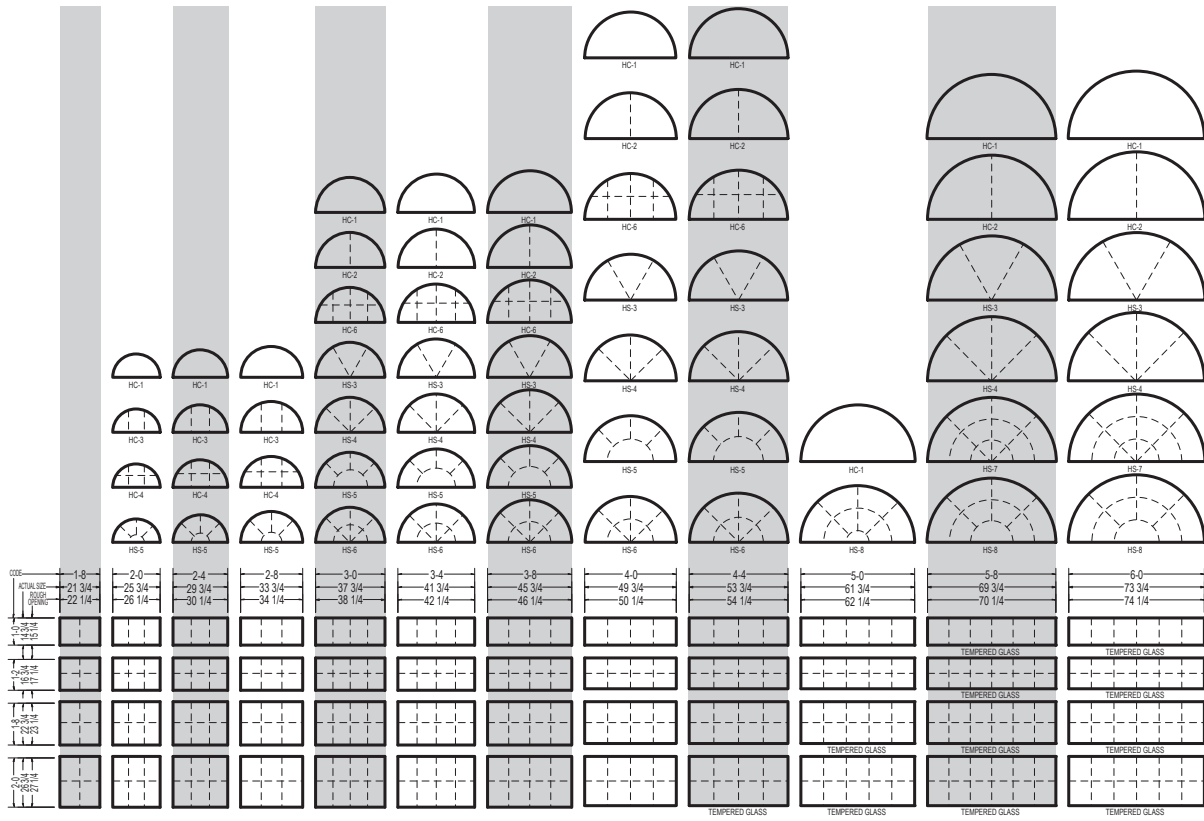 HC-1 HC-1
HC-2 HC-2
HC-1 HC-1
HC-6 HC-6
HC-1 HC-1 HC-1
HC-2 HC-2
HC-2 HC-2 HC-2
HS-3 HS-3
HS-3 HS-3
HC-6 HC-6 HC-6
HC-1 HC-1 HC-1
HS-3 HS-3 HS-3
HS-4 HS-4
HS-4 HS-4
HC-3 HC-3 HC-3
HS-4 HS-4 HS-4
HS-5 HS-5
HC-1
HS-7 HS-7
HC-4 HC-4 HC-4
HS-5 HS-5 HS-5
HS-5 HS-5 HS-5
HS-6 HS-6 HS-6
HS-6 HS-6
HS-8
HS-8 HS-8
CODE 1-8 2-0 2-4 2-8 3-0 3-4 3-8 4-0 4-4 5-0 5-8 6-0
ACTUAL SIZE 21 3/4 25 3/4 29 3/4 33 3/4 37 3/4 41 3/4 45 3/4 49 3/4 53 3/4 61 3/4 69 3/4 73 3/4
ROUGH OPENING 22 1/4 26 1/4 30 1/4 34 1/4 38 1/4 42 1/4 46 1/4 50 1/4 54 1/4 62 1/4 70 1/4 74 1/4
1-0 14 3/4 15 1/4
TEMPERED GLASS TEMPERED GLASS
1-2 16 3/4 17 1/4
TEMPERED GLASS TEMPERED GLASS
1-8 22 3/4 23 1/4
TEMPERED GLASS TEMPERED GLASS TEMPERED GLASS
2-0 26 3/4 27 1/4
TEMPERED GLASS TEMPERED GLASS TEMPERED GLASS TEMPERED GLASS